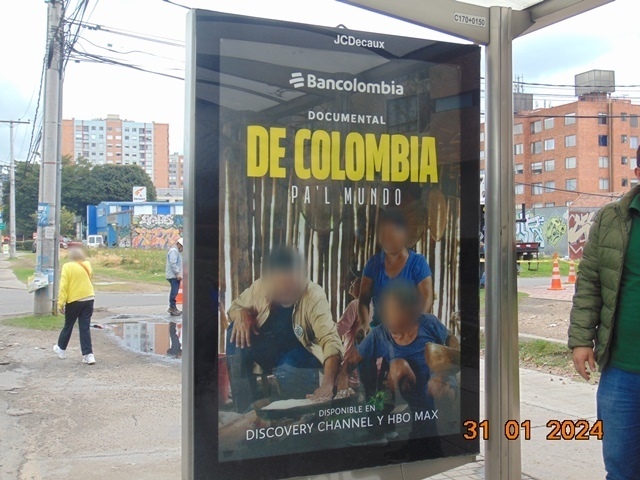 C170+0150
JCDecaux
Bancolombia
DOCUMENTAL
DE COLOMBIA
PA'L MUNDO
DISPONIBLE EN
DISCOVERY CHANNEL Y HBO MAX
31 01 2024